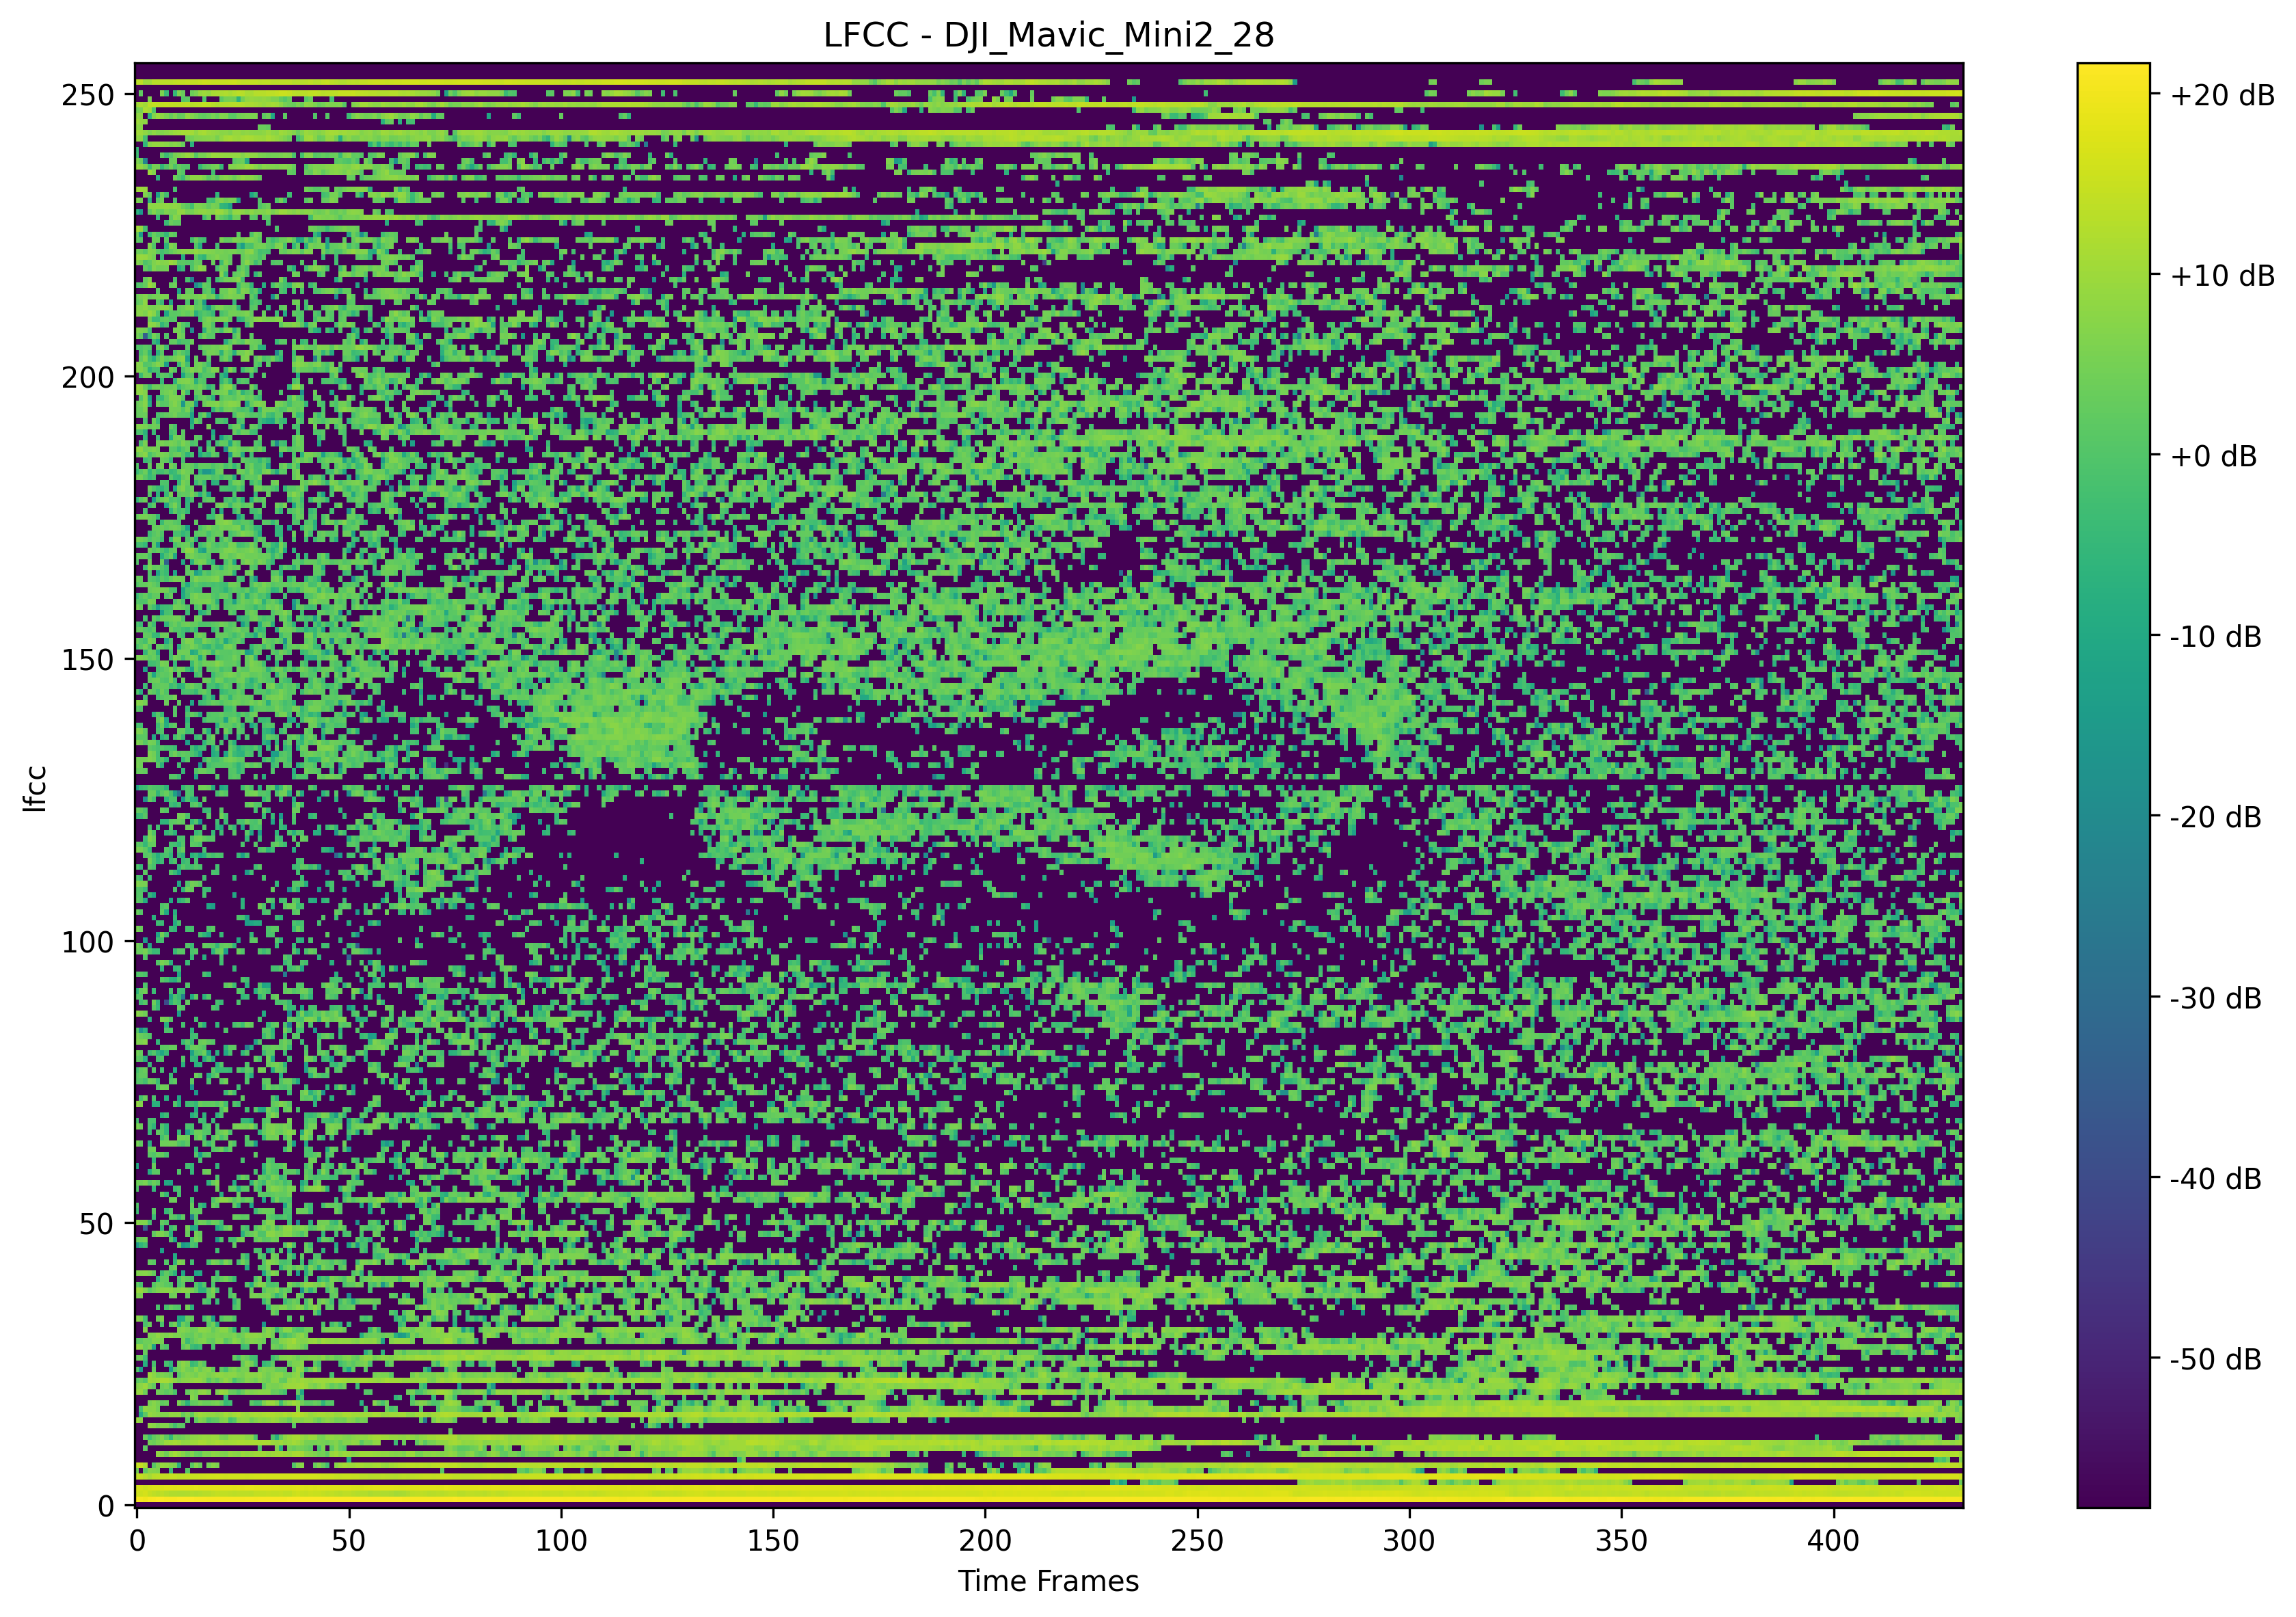 LFCC - DJI_Mavic_Mini2_28
250
200
150
100
50
0
lfcc
0 50 100 150 200 250 300 350 400
Time Frames
+20 dB
+10 dB
+0 dB
-10 dB
-20 dB
-30 dB
-40 dB
-50 dB